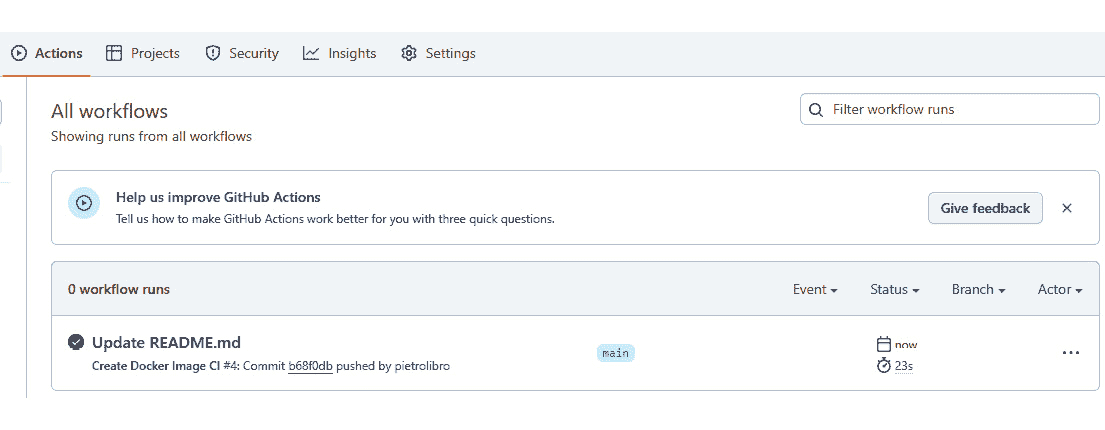 Actions Projects Security Insights Settings
All workflows
Filter workflow runs
Showing runs from all workflows
Help us improve GitHub Actions
Tell us how to make GitHub Actions work better for you with three quick questions.
Give feedback
0 workflow runs
Event Status Branch Actor
Update README.md
main
now
Create Docker Image CI #4: Commit b68f0db pushed by pietrolibro
23s